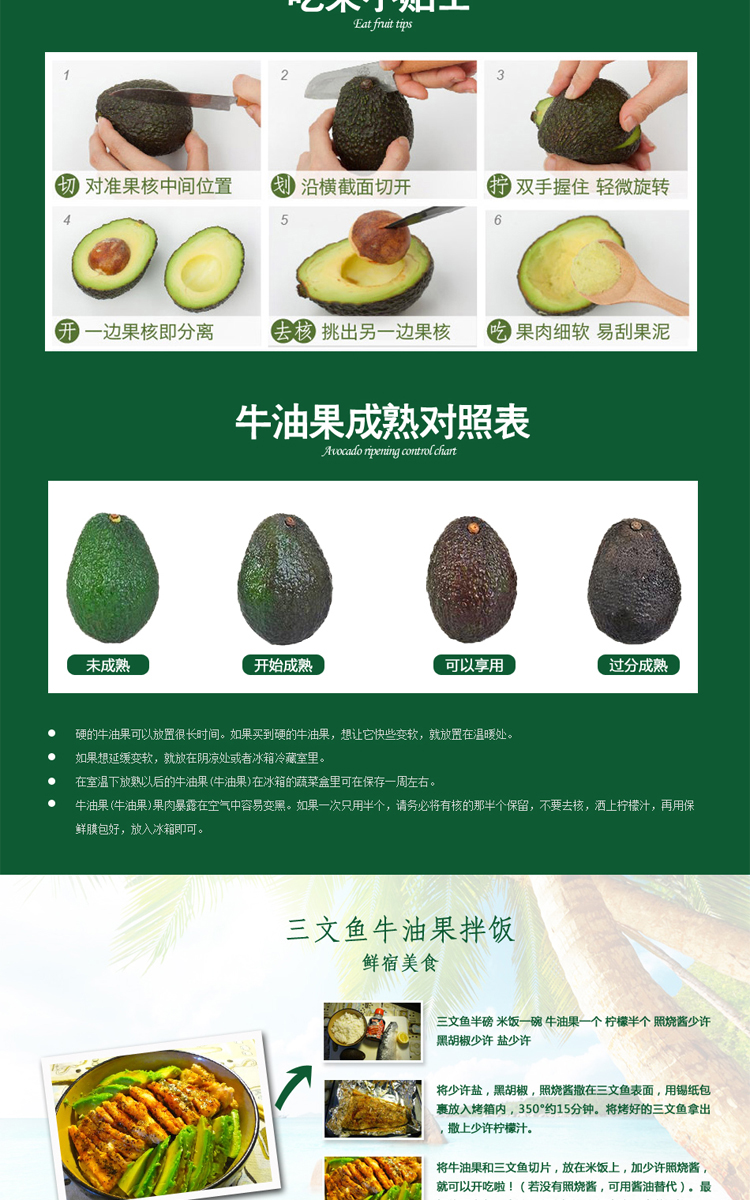 吃果小贴士
Eat fruit tips
1
2
3
切 对准果核中间位置
划 沿横截面切开
拧 双手握住 轻微旋转
4
5
6
开 一边果核即分离
去核 挑出另一边果核
吃 果肉细软 易刮果泥
牛油果成熟对照表
Avocado ripening control chart
未成熟
开始成熟
可以享用
过分成熟
硬的牛油果可以放置很长时间。如果买到硬的牛油果，想让它快些变软，就放置在温暖处。
如果想延缓变软，就放在阴凉处或者冰箱冷藏室里。
在室温下放熟以后的牛油果(牛油果)在冰箱的蔬菜盒里可在保存一周左右。
牛油果(牛油果)果肉暴露在空气中容易变黑。如果一次只用半个，请务必将有核的那半个保留，不要去核，洒上柠檬汁，再用保
鲜膜包好，放入冰箱即可。
三文鱼牛油果拌饭
鲜宿美食
三文鱼半磅 米饭一碗 牛油果一个 柠檬半个 照烧酱少许
黑胡椒少许 盐少许
将少许盐，黑胡椒，照烧酱撒在三文鱼表面，用锡纸包
裹放入烤箱内，350°约15分钟。将烤好的三文鱼拿出
，撒上少许柠檬汁。
将牛油果和三文鱼切片，放在米饭上，加少许照烧酱，
就可以开吃啦！（若没有照烧酱，可用酱油替代）。最